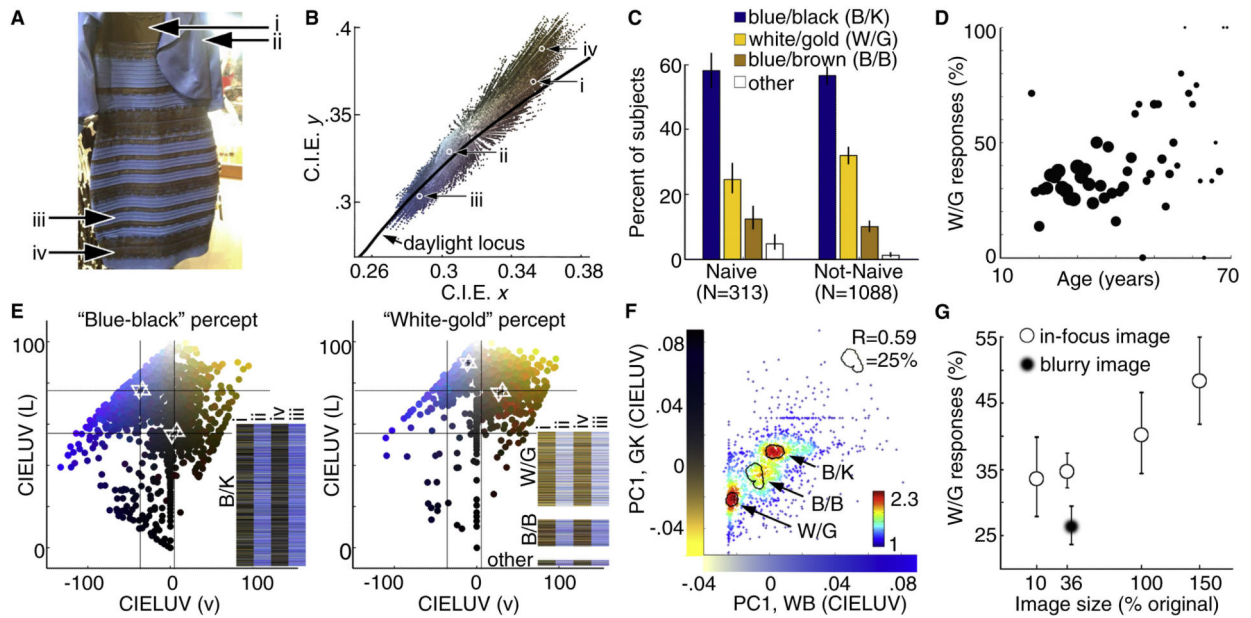 A
i
ii
iii
iv
B
.4
.35
.3
C.I.E. y
iv
i
ii
iii
daylight locus
0.26
0.3
0.34
0.38
C.I.E. x
C
blue/black (B/K)
white/gold (W/G)
blue/brown (B/B)
other
60
40
20
0
Percent of subjects
Naive
(N=313)
Not-Naive
(N=1088)
D
100
50
0
W/G responses (%)
10
Age (years)
70
E
"Blue-black" percept
100
0
CIELUV (L)
-100
0
100
CIELUV (v)
i
ii
iv
iii
B/K
"White-gold" percept
100
0
CIELUV (L)
-100
0
100
CIELUV (v)
i
ii
iv
iii
W/G
B/B
other
F
R=0.59
=25%
.08
.04
0
-.04
PC1, GK (CIELUV)
B/K
B/B
W/G
2.3
1
-.04
0
.04
.08
PC1, WB (CIELUV)
G
in-focus image
blurry image
55
45
35
25
W/G responses (%)
10
36
100
150
Image size (% original)